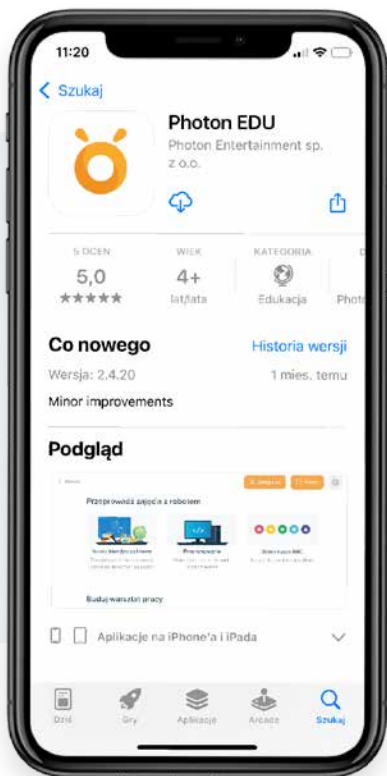 11:20
Szukaj
Photon EDU
Photon Entertainment sp.
z o.o.
5 OCEN
WIEK
KATEGORIA
5,0
4+
lat/lata
Edukacja
Co nowego
Historia wersji
Wersja: 2.4.20
1 mies. temu
Minor improvements
Podgląd
Przeprowadź zajęcia z robotem
Buduj warsztat pracy
Aplikacje na iPhone'a i iPada
Dziś
Gry
Aplikacje
Arcade
Szukaj